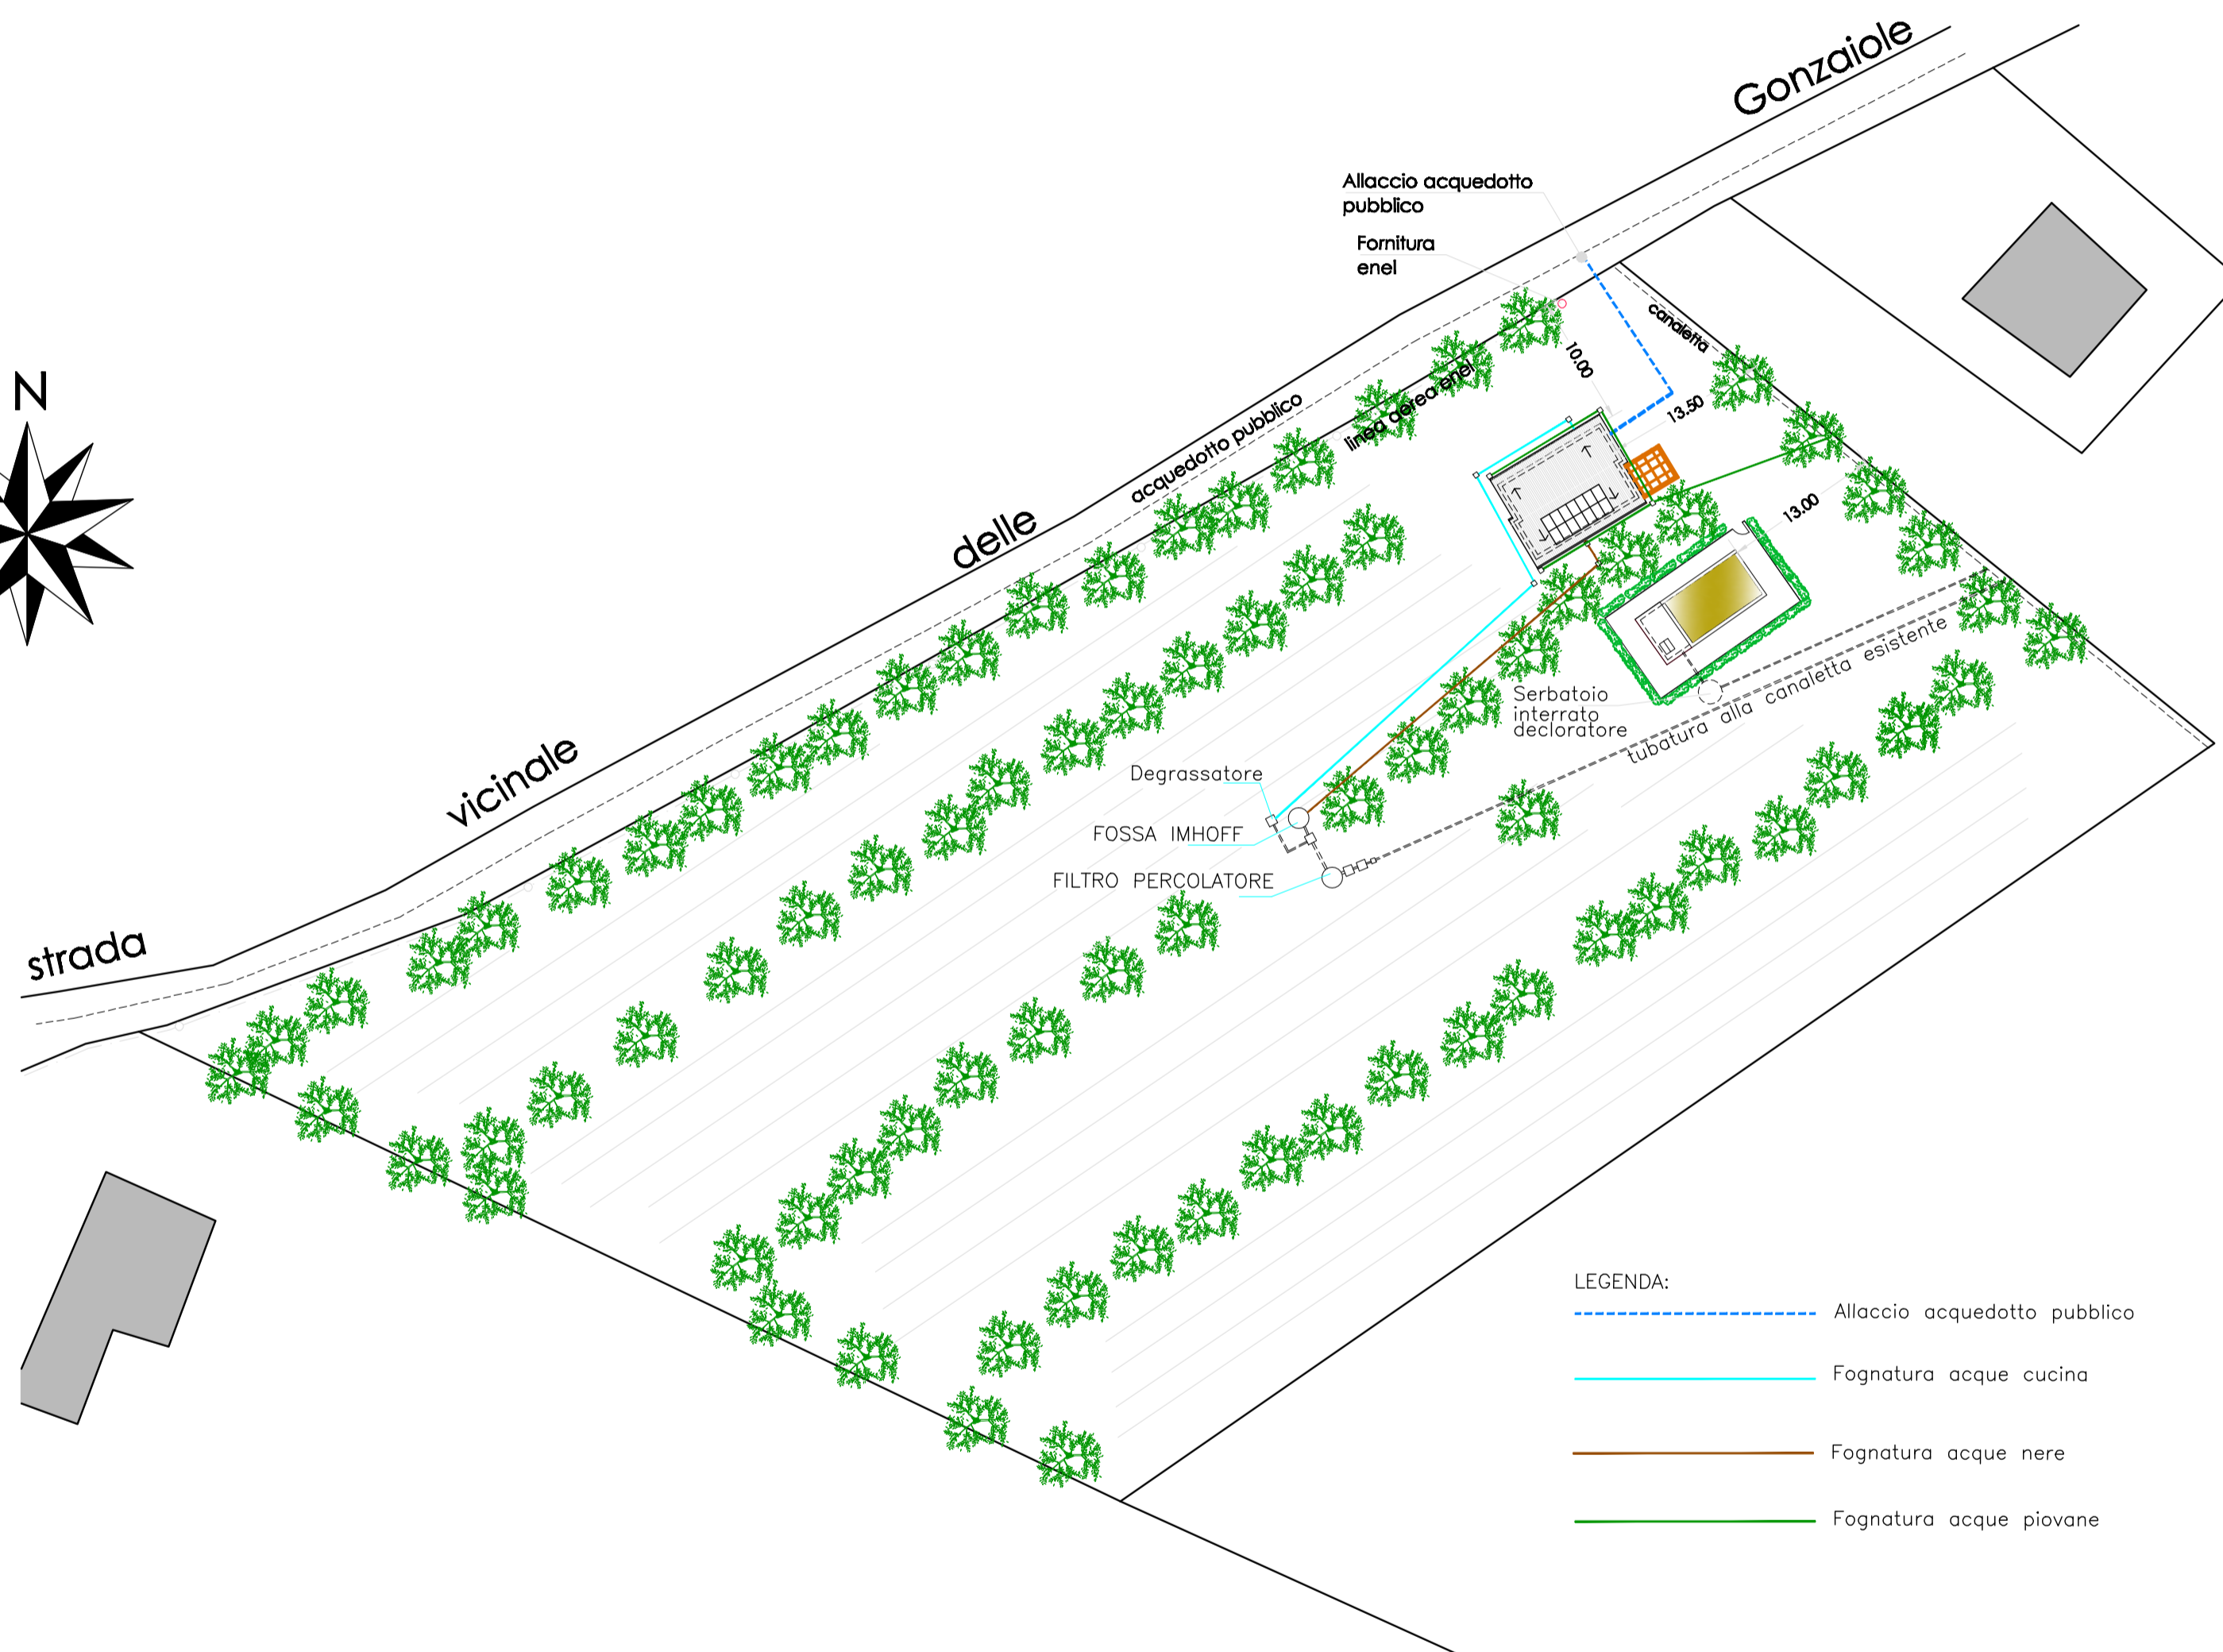 Gonzaiole
Allaccio acquedotto
pubblico
Fornitura
enel
canaletta
10.00
N
linea aerea enel
acquedotto pubblico
13.50
13.00
delle
vicinale
strada
Serbatoio
interrato
decloratore
tubatura alla canaletta esistente
Degrassatore
FOSSA IMHOFF
FILTRO PERCOLATORE
LEGENDA:
Allaccio acquedotto pubblico
Fognatura acque cucina
Fognatura acque nere
Fognatura acque piovane